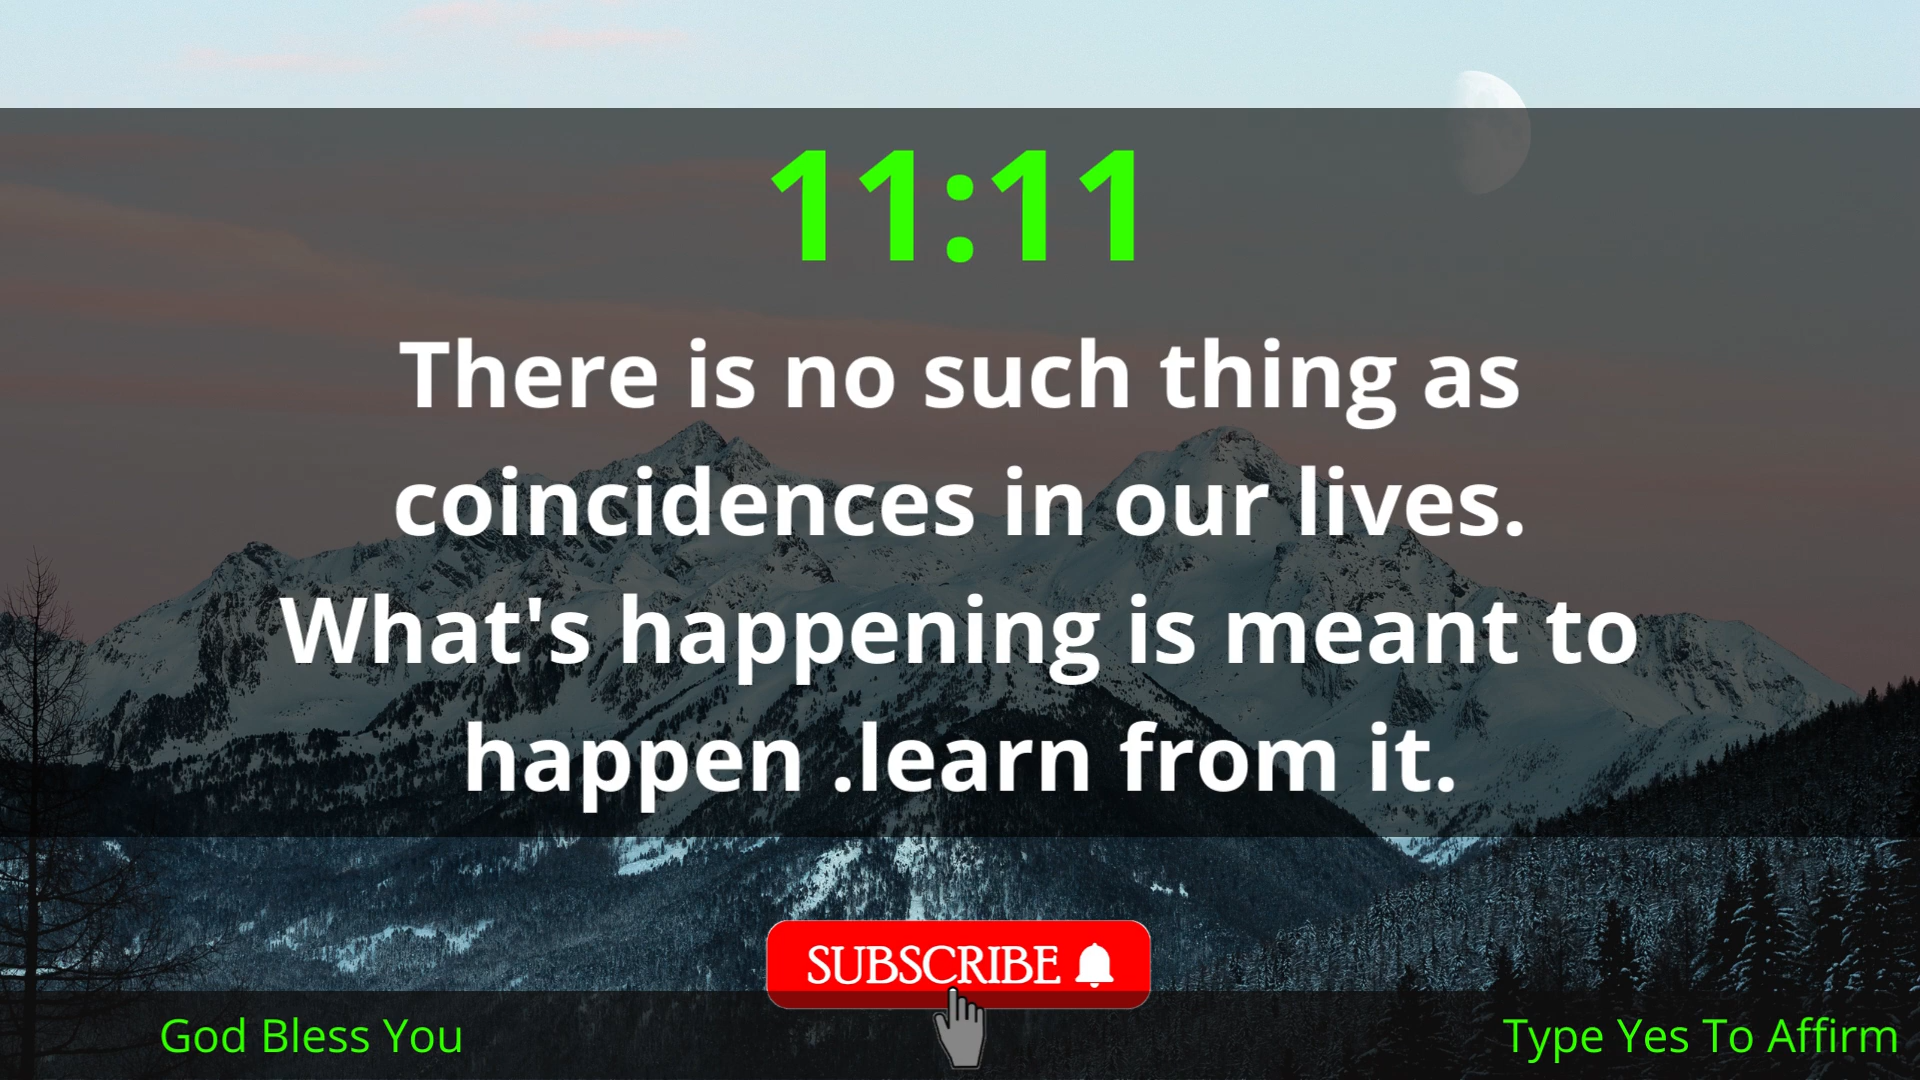 11:11
There is no such thing as
coincidences in our lives.
What's happening is meant to
happen .learn from it.
SUBSCRIBE
God Bless You
Type Yes To Affirm